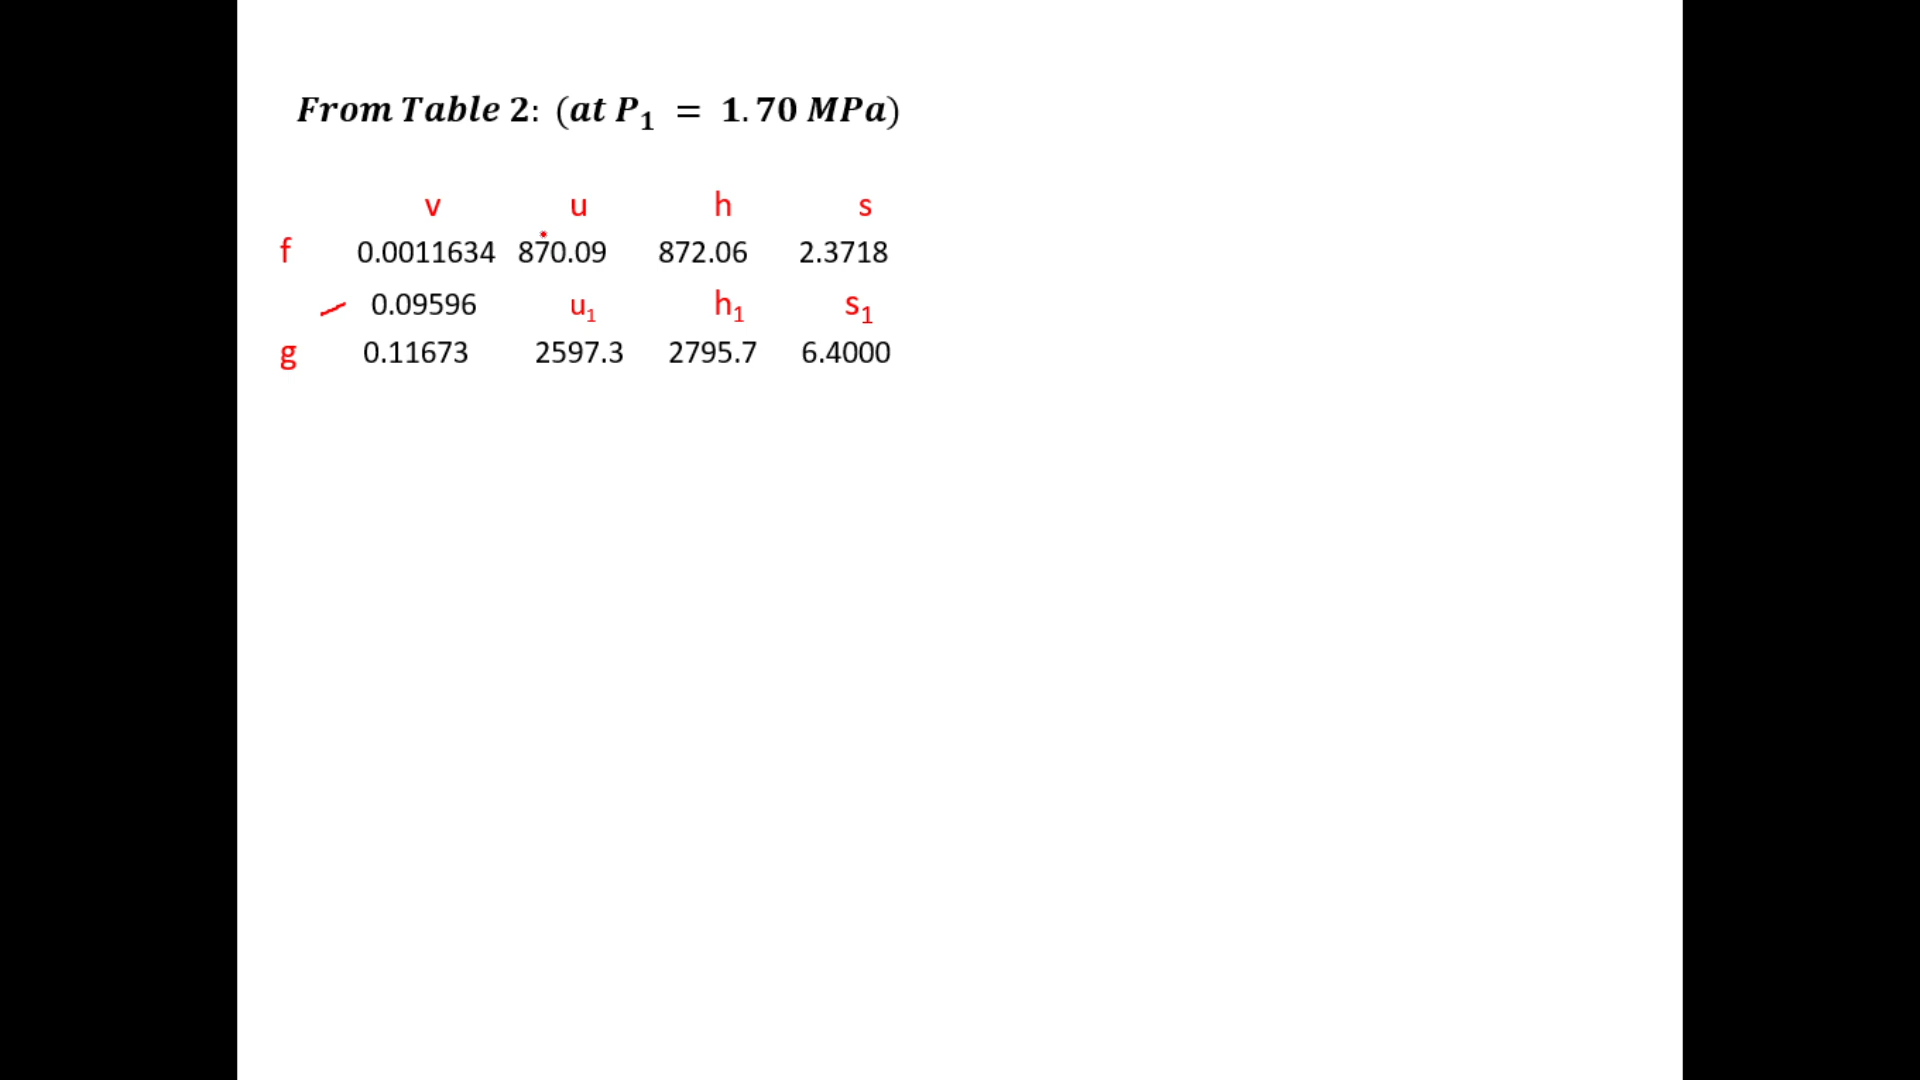 From Table 2: (at P₁ = 1.70 MPa)
v u h s
f 0.0011634 870.09 872.06 2.3718
0.09596 u₁ h₁ s₁
g 0.11673 2597.3 2795.7 6.4000